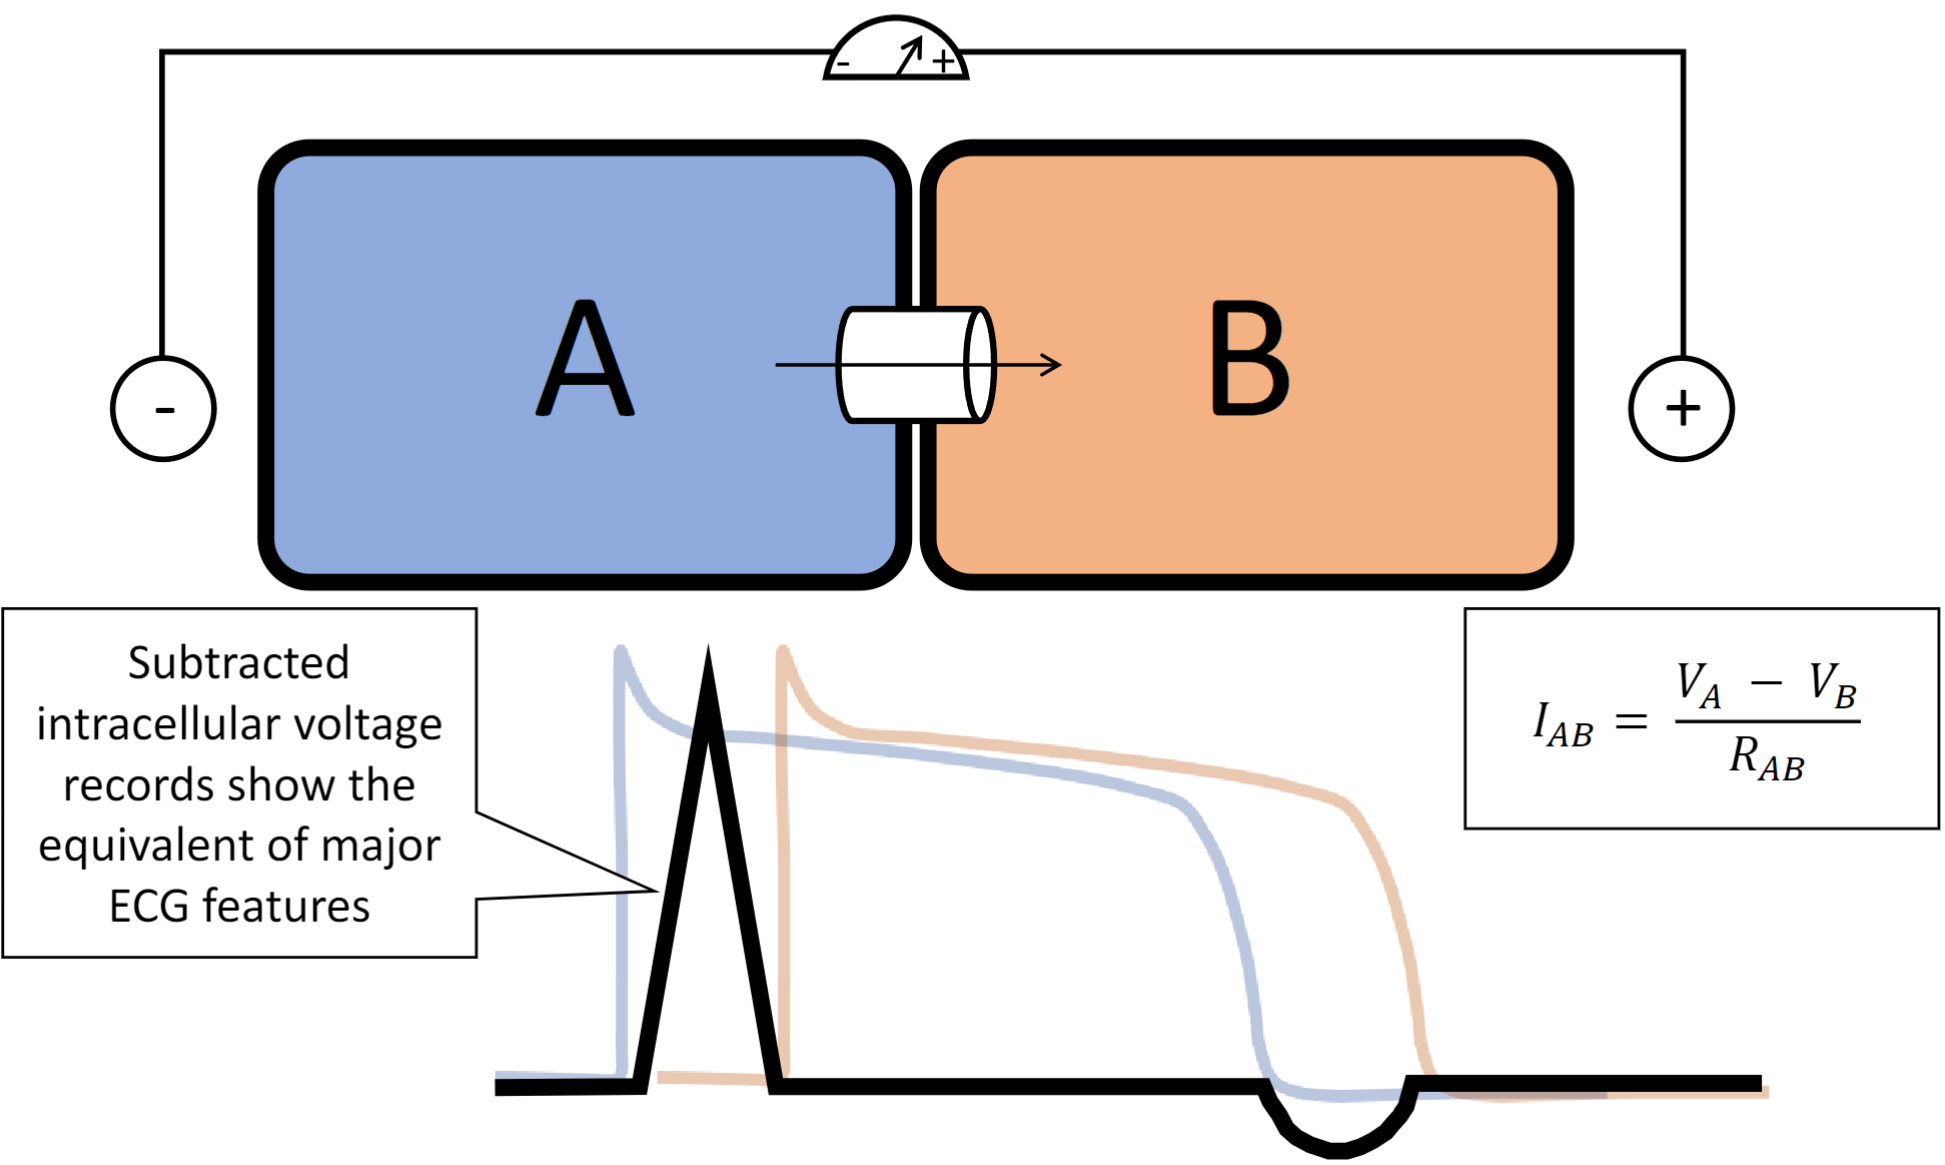 - +
A
B
-
+
Subtracted
intracellular voltage
records show the
equivalent of major
ECG features
I_{AB} = \frac{V_A - V_B}{R_{AB}}